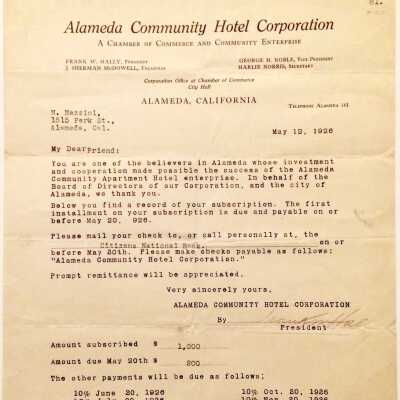 Alameda Community Hotel Corporation
A Chamber of Commerce and Community Enterprise
FRANK W. HALLY, President
J. SHERMAN McDOWELL, Treasurer
GEORGE H. NOBLE, Vice President
HARLIE NORRIS, Secretary
Corporation Office at Chamber of Commerce
City Hall
ALAMEDA, CALIFORNIA
Telephone Alameda
N. Mazzini,
1515 Park St.,
Alameda, Cal.
May 12, 1926
My Dear Friend:
You are one of the believers in Alameda whose investment
and cooperation made possible the success of the Alameda
Community Apartment Hotel enterprise. In behalf of the
Board of Directors of our Corporation, and the city of
Alameda, we thank you.
Below you find a record of your subscription. The first
installment on your subscription is due and payable on or
before May 20, 926.
Please mail your check to, or call personally at, the
Citizens National Bank, on or
before May 20th. Please make checks payable as follows:
"Alameda Community Hotel Corporation."
Prompt remittance will be appreciated.
Very sincerely yours,
ALAMEDA COMMUNITY HOTEL CORPORATION
By
President
Amount subscribed $ 1,000
Amount due May 20th $ 200
The other payments will be due as follows;
10% June 20, 1926 10% Oct. 20, 1926
10% Nov. 20, 1926